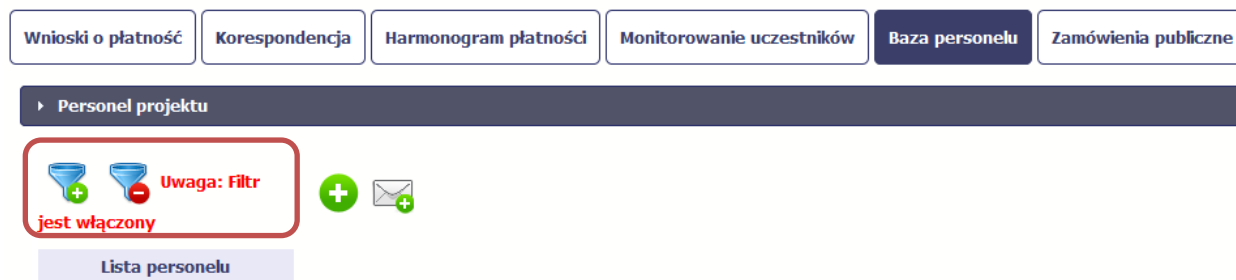 Wnioski o płatność Korespondencja Harmonogram płatności Monitorowanie uczestników Baza personelu Zamówienia publiczne
Personel projektu
Uwaga: Filtr
jest włączony
Lista personelu